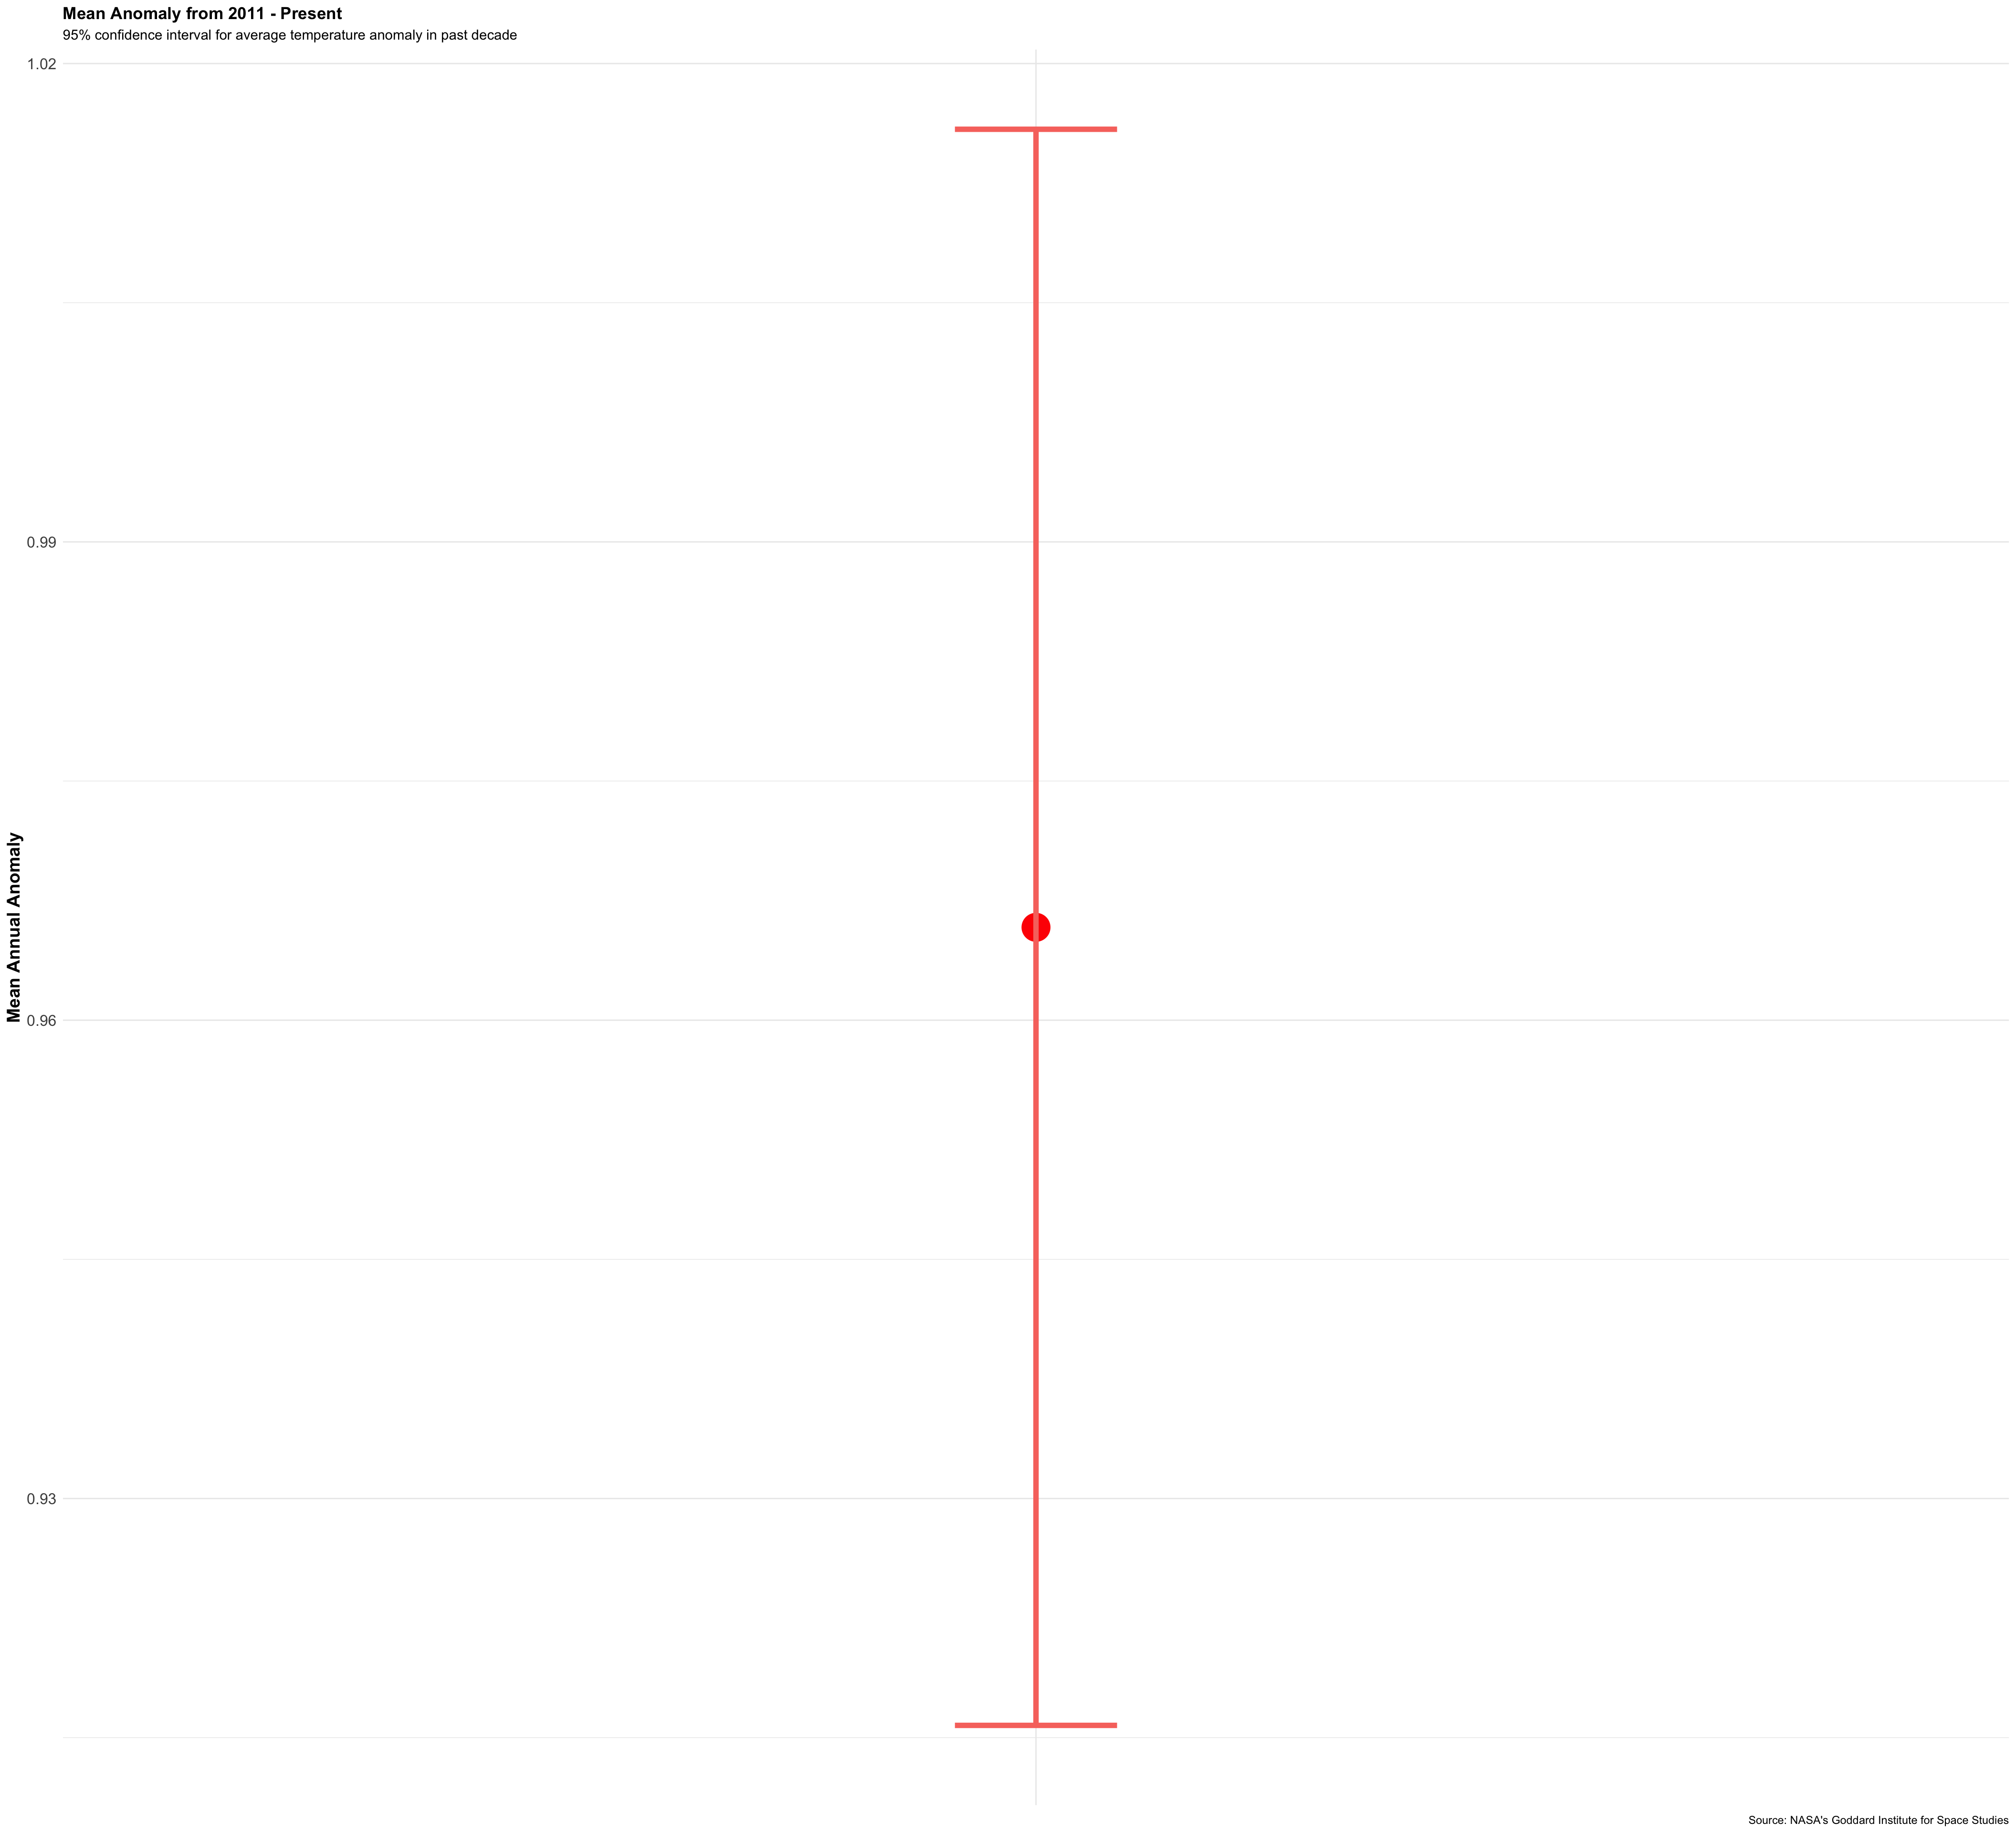 Mean Anomaly from 2011 - Present
95% confidence interval for average temperature anomaly in past decade
1.02
0.99
0.96
0.93
Mean Annual Anomaly
Source: NASA's Goddard Institute for Space Studies